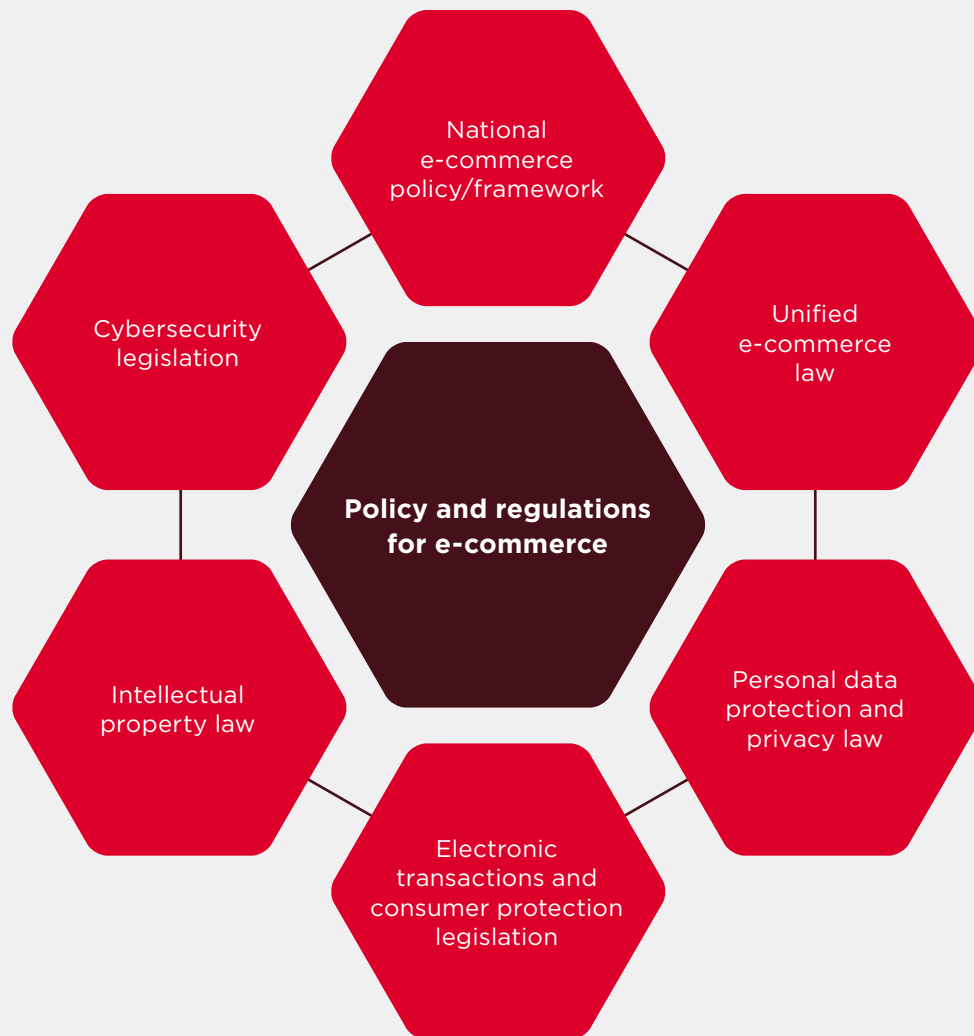 National
e-commerce
policy/framework
Cybersecurity
legislation
Unified
e-commerce
law
Policy and regulations
for e-commerce
Intellectual
property law
Personal data
protection and
privacy law
Electronic
transactions and
consumer protection
legislation